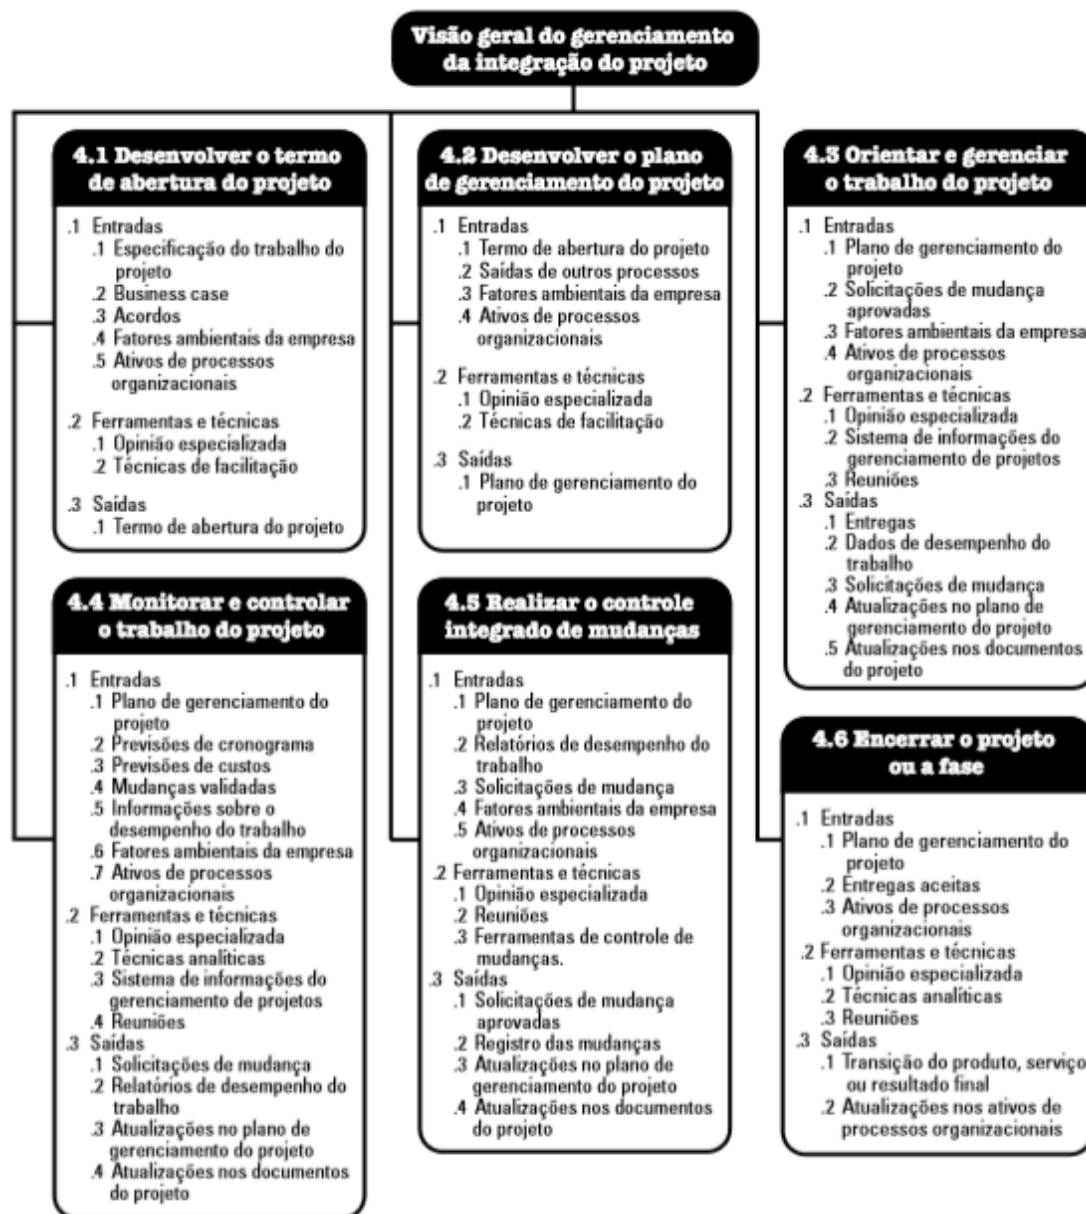 Visão geral do gerenciamento
da integração do projeto
4.1 Desenvolver o termo
de abertura do projeto
.1 Entradas
.1 Especificação do trabalho do
projeto
.2 Business case
.3 Acordos
.4 Fatores ambientais da empresa
.5 Ativos de processos
organizacionais
.2 Ferramentas e técnicas
.1 Opinião especializada
.2 Técnicas de facilitação
.3 Saídas
.1 Termo de abertura do projeto
4.2 Desenvolver o plano
de gerenciamento do projeto
.1 Entradas
.1 Termo de abertura do projeto
.2 Saídas de outros processos
.3 Fatores ambientais da empresa
.4 Ativos de processos
organizacionais
.2 Ferramentas e técnicas
.1 Opinião especializada
.2 Técnicas de facilitação
.3 Saídas
.1 Plano de gerenciamento do
projeto
4.3 Orientar e gerenciar
o trabalho do projeto
.1 Entradas
.1 Plano de gerenciamento do
projeto
.2 Solicitações de mudança
aprovadas
.3 Fatores ambientais da empresa
.4 Ativos de processos
organizacionais
.2 Ferramentas e técnicas
.1 Opinião especializada
.2 Sistema de informações do
gerenciamento de projetos
.3 Reuniões
.3 Saídas
.1 Entregas
.2 Dados de desempenho do
trabalho
.3 Solicitações de mudança
.4 Atualizações no plano de
gerenciamento do projeto
.5 Atualizações nos documentos
do projeto
4.4 Monitorar e controlar
o trabalho do projeto
.1 Entradas
.1 Plano de gerenciamento do
projeto
.2 Previsões de cronograma
.3 Previsões de custos
.4 Mudanças validadas
.5 Informações sobre o
desempenho do trabalho
.6 Fatores ambientais da empresa
.7 Ativos de processos
organizacionais
.2 Ferramentas e técnicas
.1 Opinião especializada
.2 Técnicas analíticas
.3 Sistema de informações do
gerenciamento de projetos
.4 Reuniões
.3 Saídas
.1 Solicitações de mudança
.2 Relatórios de desempenho do
trabalho
.3 Atualizações no plano de
gerenciamento do projeto
.4 Atualizações nos documentos
do projeto
4.5 Realizar o controle
integrado de mudanças
.1 Entradas
.1 Plano de gerenciamento do
projeto
.2 Relatórios de desempenho do
trabalho
.3 Solicitações de mudança
.4 Fatores ambientais da empresa
.5 Ativos de processos
organizacionais
.2 Ferramentas e técnicas
.1 Opinião especializada
.2 Reuniões
.3 Ferramentas de controle de
mudanças.
.3 Saídas
.1 Solicitações de mudança
aprovadas
.2 Registro das mudanças
.3 Atualizações no plano de
gerenciamento do projeto
.4 Atualizações nos documentos
do projeto
4.6 Encerrar o projeto
ou a fase
.1 Entradas
.1 Plano de gerenciamento do
projeto
.2 Entregas aceitas
.3 Ativos de processos
organizacionais
.2 Ferramentas e técnicas
.1 Opinião especializada
.2 Técnicas analíticas
.3 Reuniões
.3 Saídas
.1 Transição do produto, serviço
ou resultado final
.2 Atualizações nos ativos de
processos organizacionais